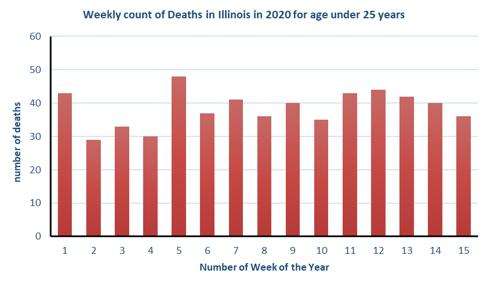 Weekly count of Deaths in Illinois in 2020 for age under 25 years
number of deaths
60
50
40
30
20
10
0
1 2 3 4 5 6 7 8 9 10 11 12 13 14 15
Number of Week of the Year